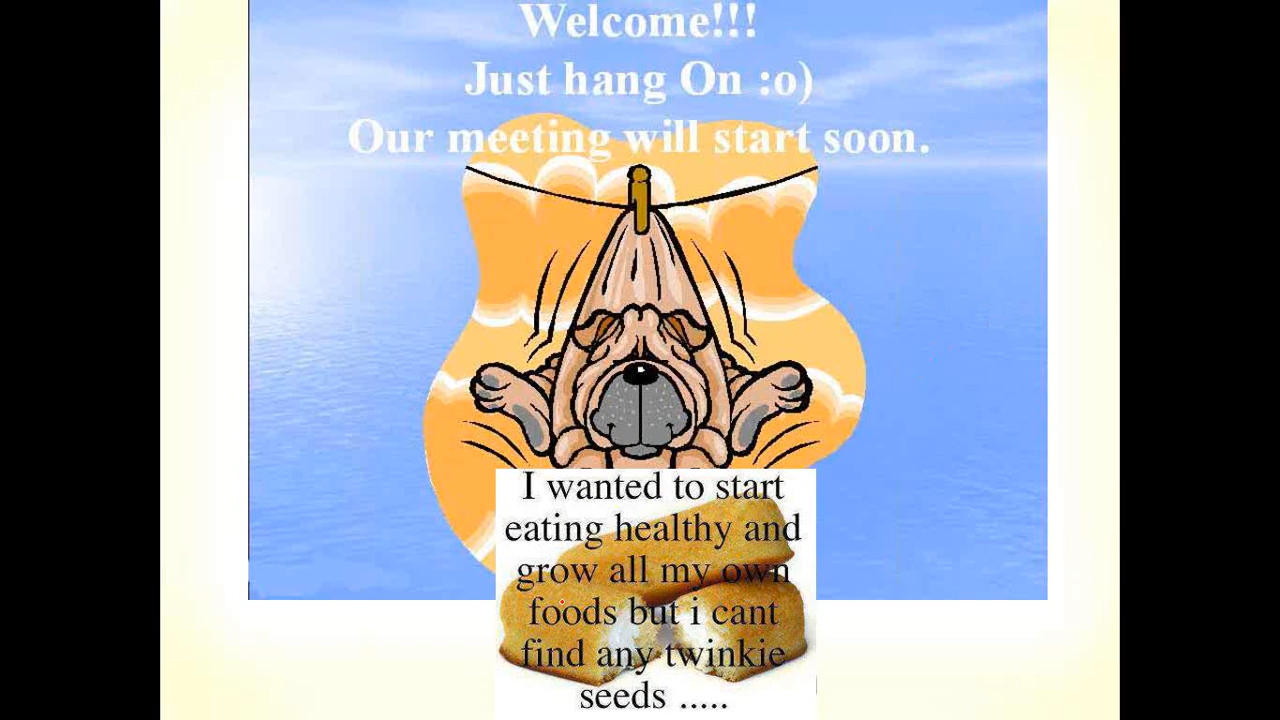 Welcome!!!
Just hang On :o)
Our meeting will start soon.
I wanted to start
eating healthy and
grow all my own
foods but i cant
find any twinkie
seeds .....